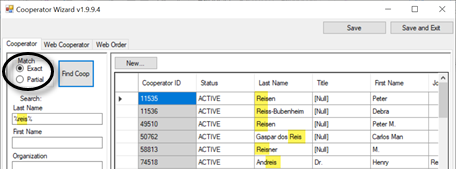 Cooperator Wizard v1.9.9.4
Save Save and Exit
Cooperator Web Cooperator Web Order
Match
Exact
Partial
Find Coop
Search:
Last Name
%reis%
First Name
Organization
New...
Cooperator ID Status Last Name Title First Name
11535 ACTIVE Reisen [Null] Peter
11536 ACTIVE Reiss-Bubenheim [Null] Debra
49510 ACTIVE Reisen [Null] Peter M.
50762 ACTIVE Gaspar dos Reis [Null] Carlos Man
58813 ACTIVE Reisner [Null] M.
74518 ACTIVE Andreis Dr. Henry Re